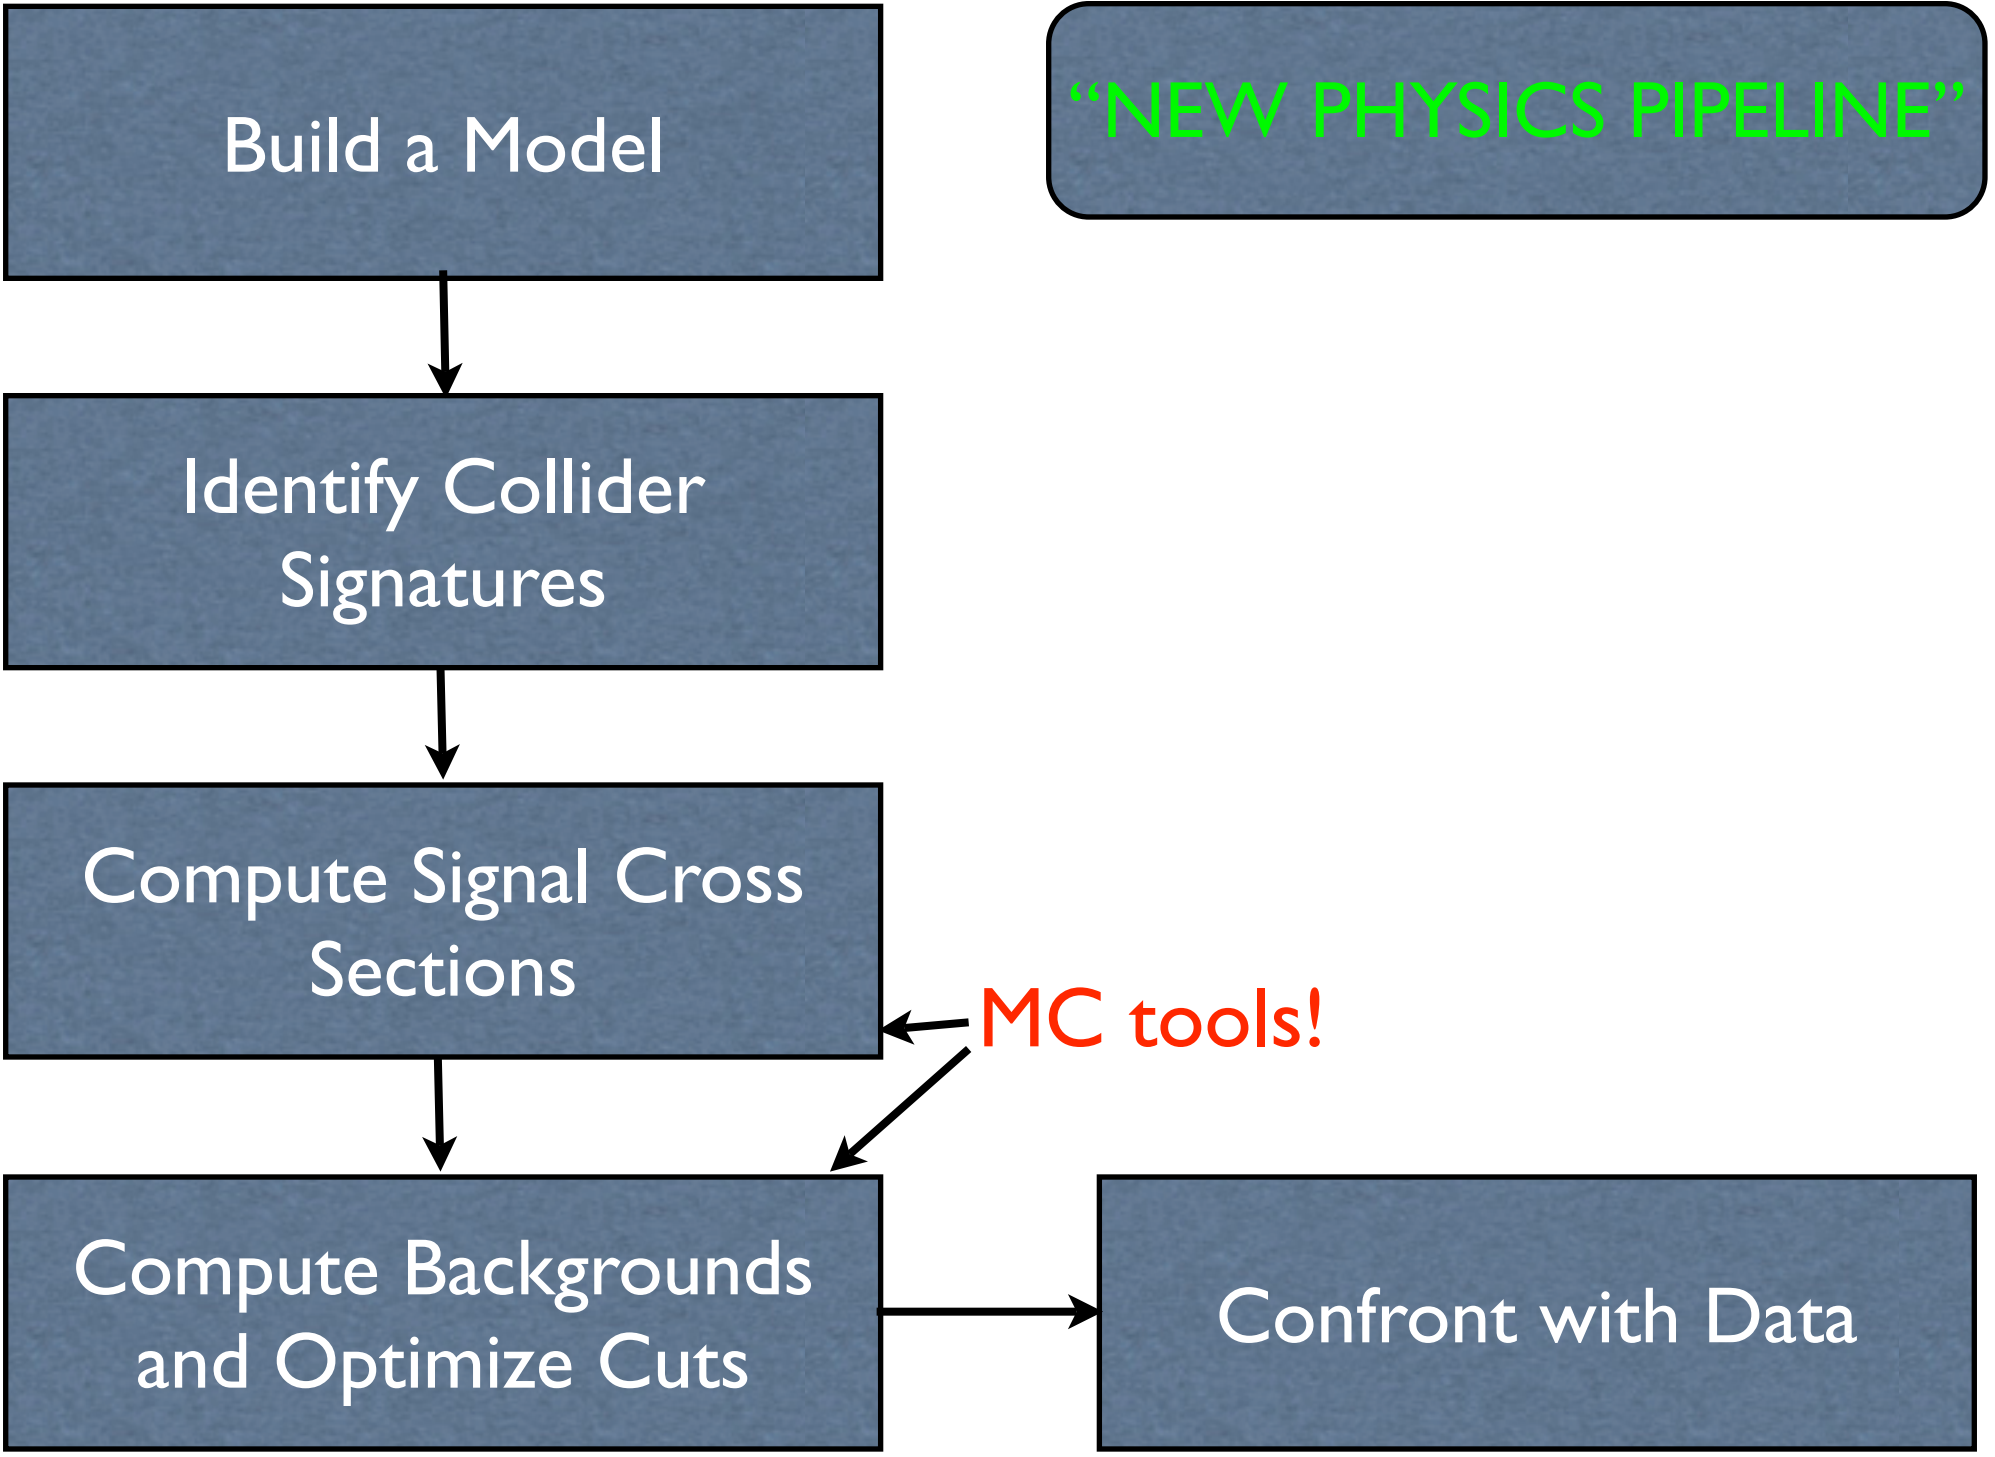 Build a Model
“NEW PHYSICS PIPELINE”
Identify Collider
Signatures
Compute Signal Cross
Sections
MC tools!
Compute Backgrounds
and Optimize Cuts
Confront with Data